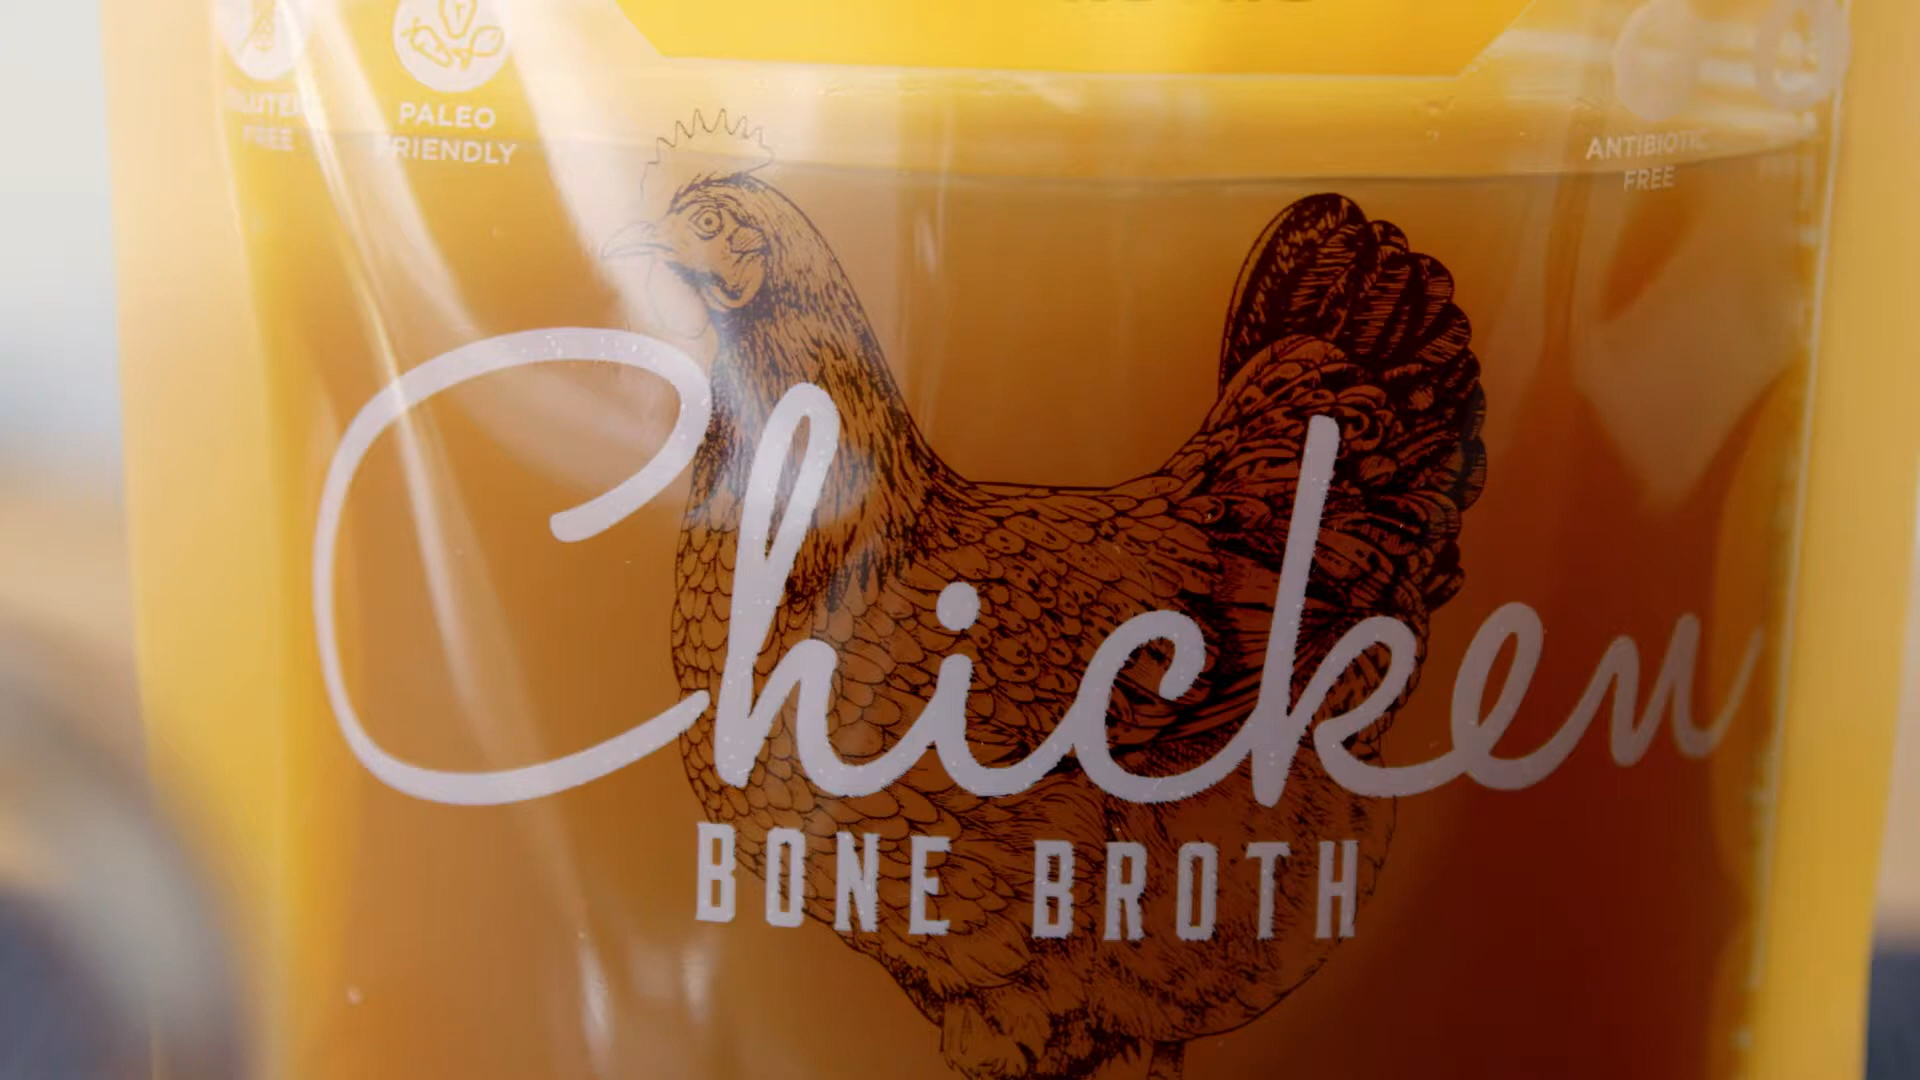 GLUTEN
FREE
PALEO
FRIENDLY
ANTIBIOTIC
FREE
Chicken
BONE BROTH